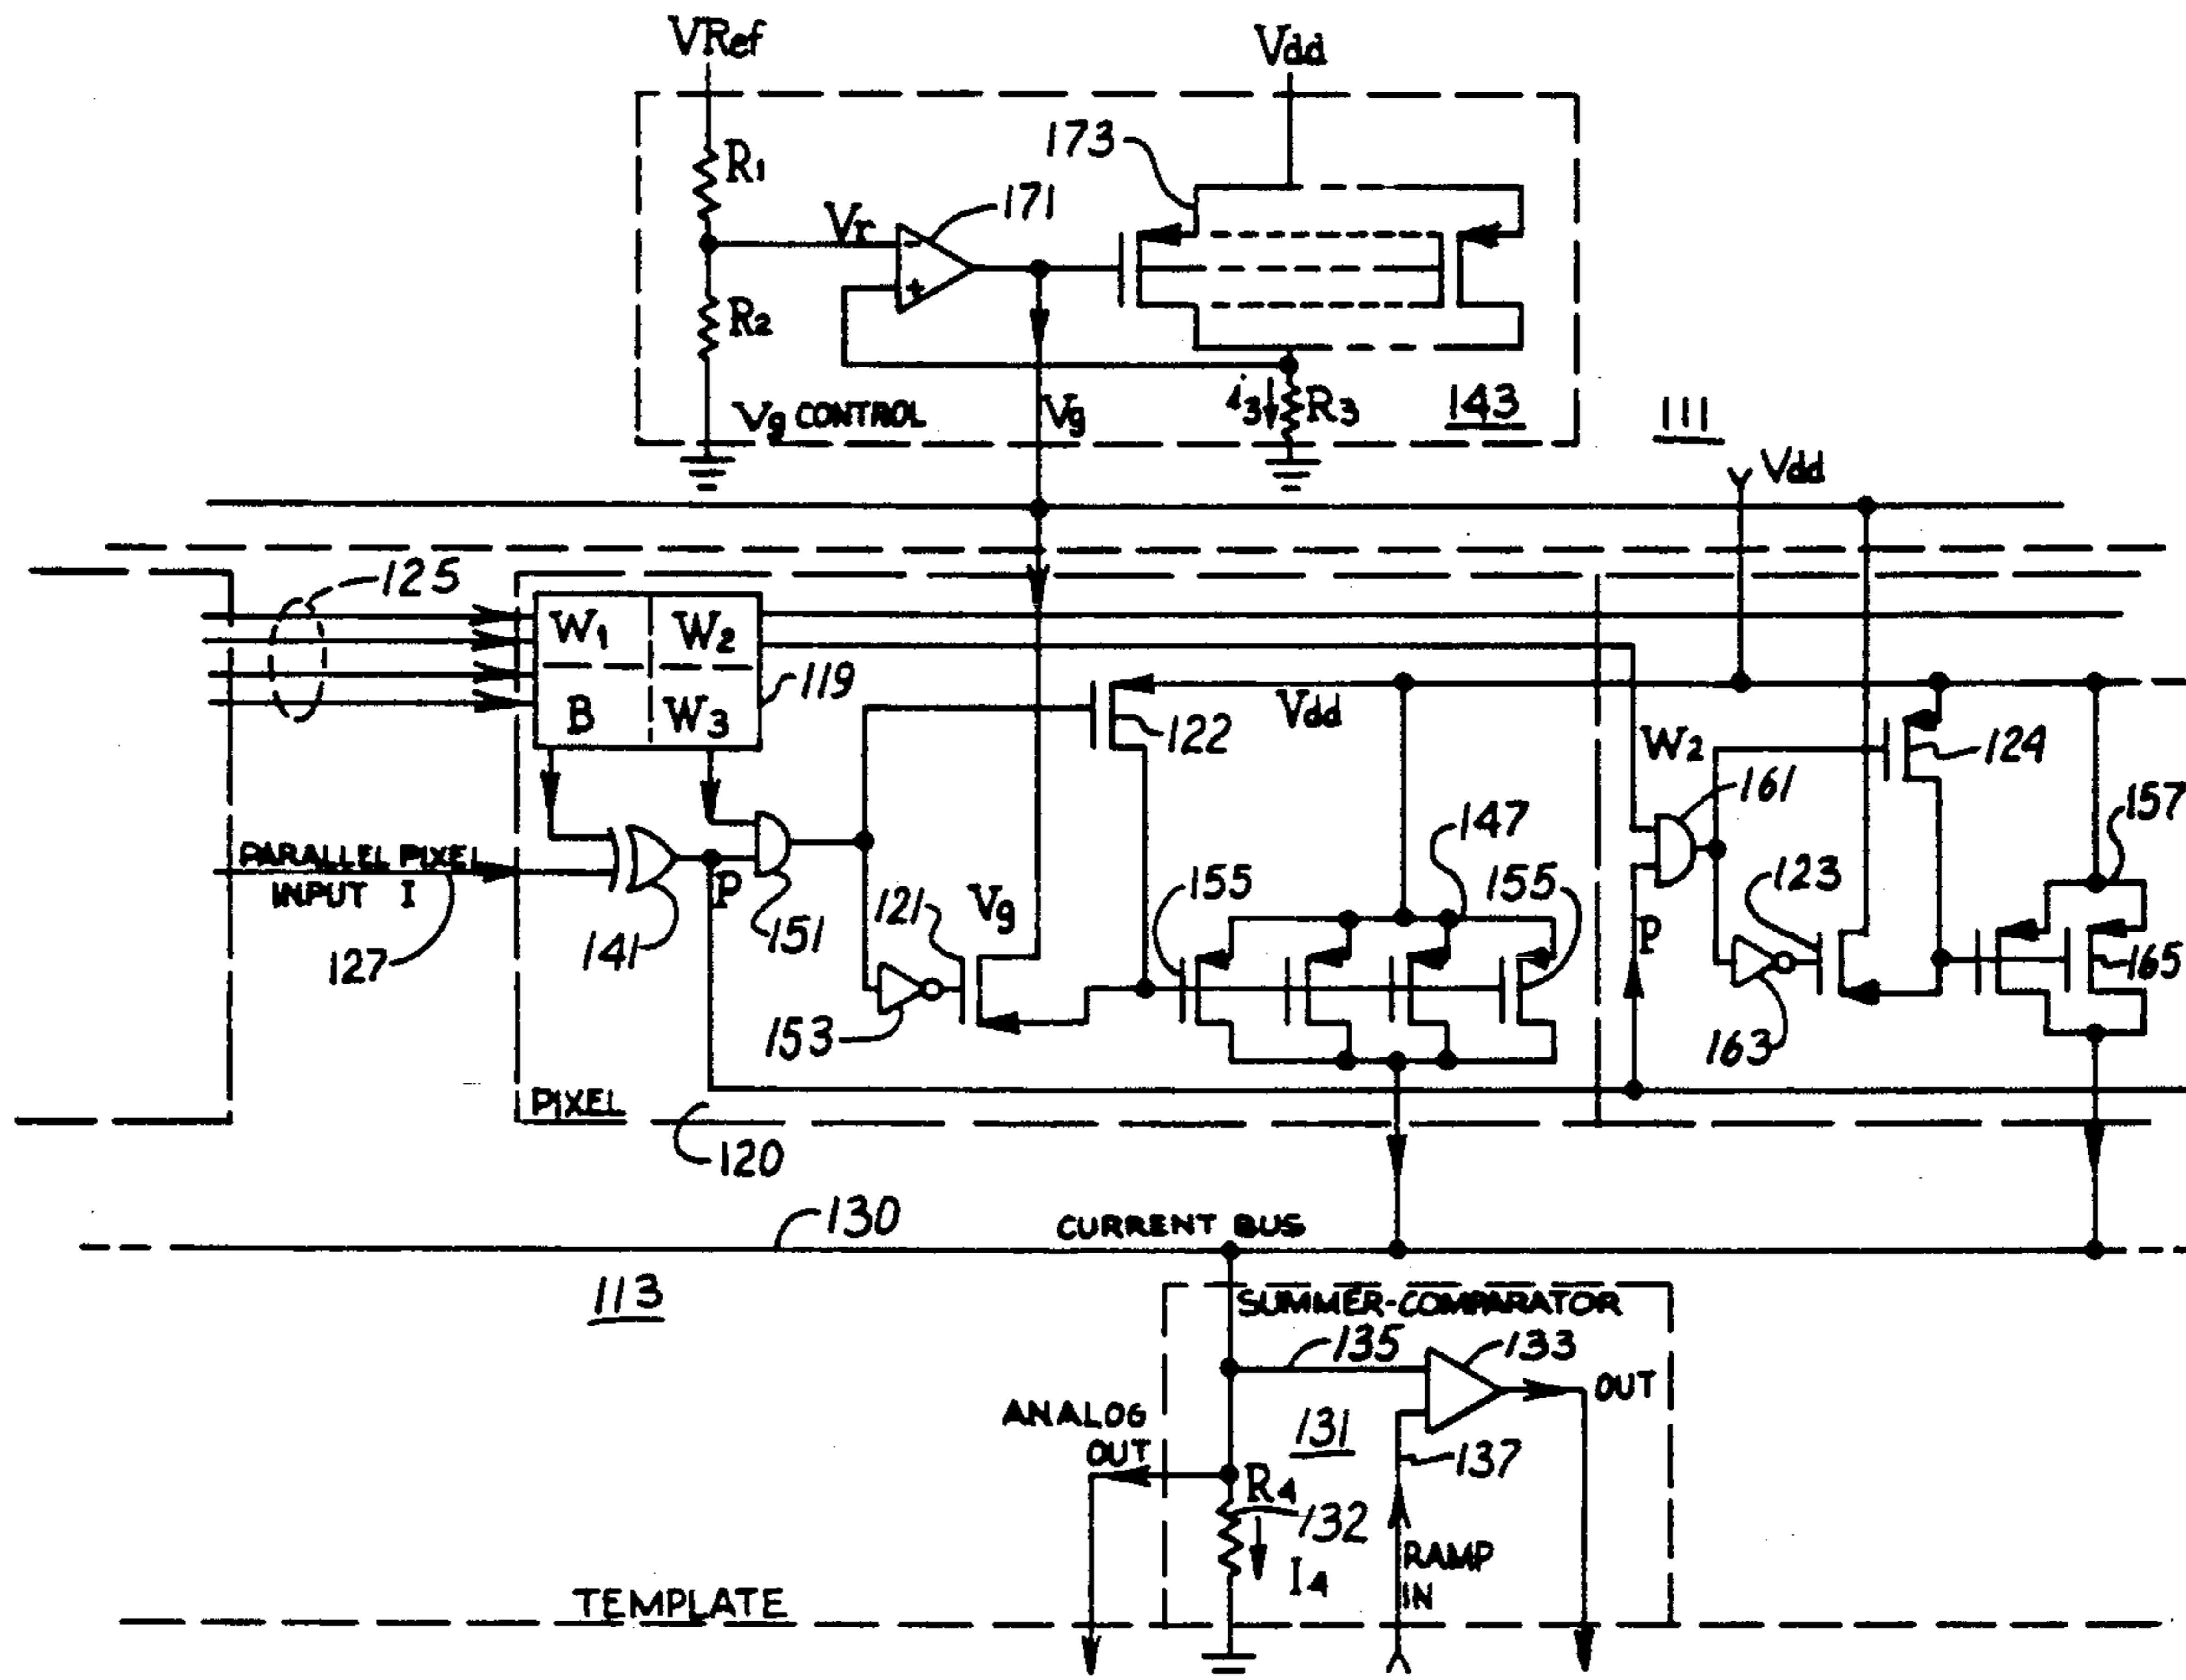 VRef
Vdd
173
R1
171
Vr
R2
i3
R3
143
Vg CONTROL
Vg
111
Vdd
125
W1
W2
119
B
W3
Vdd
122
W2
124
161
157
147
PARALLEL PIXEL
INPUT I
P
155
155
123
127
141
151
121
Vg
P
165
153
163
PIXEL
120
130
CURRENT BUS
113
SUMMER-COMPARATOR
135
133
OUT
ANALOG
OUT
131
137
R4
132
RAMP
IN
I4
TEMPLATE